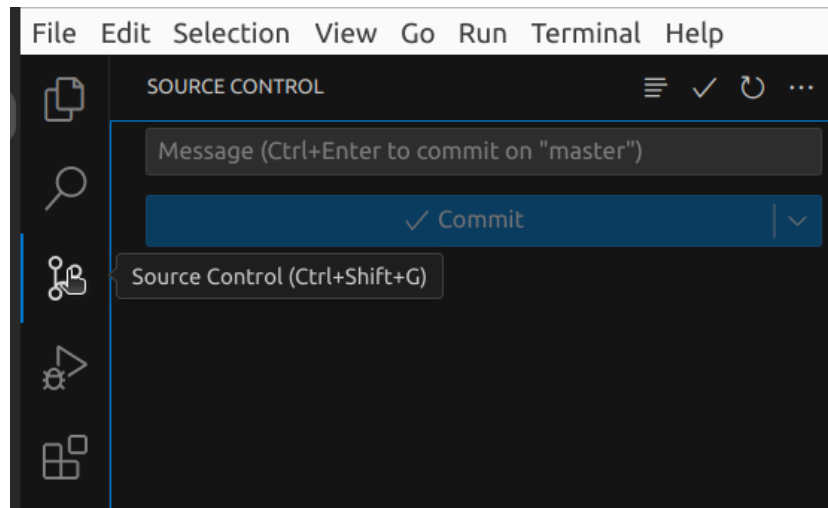 File Edit Selection View Go Run Terminal Help
SOURCE CONTROL
Message (Ctrl+Enter to commit on "master")
Commit
Source Control (Ctrl+Shift+G)